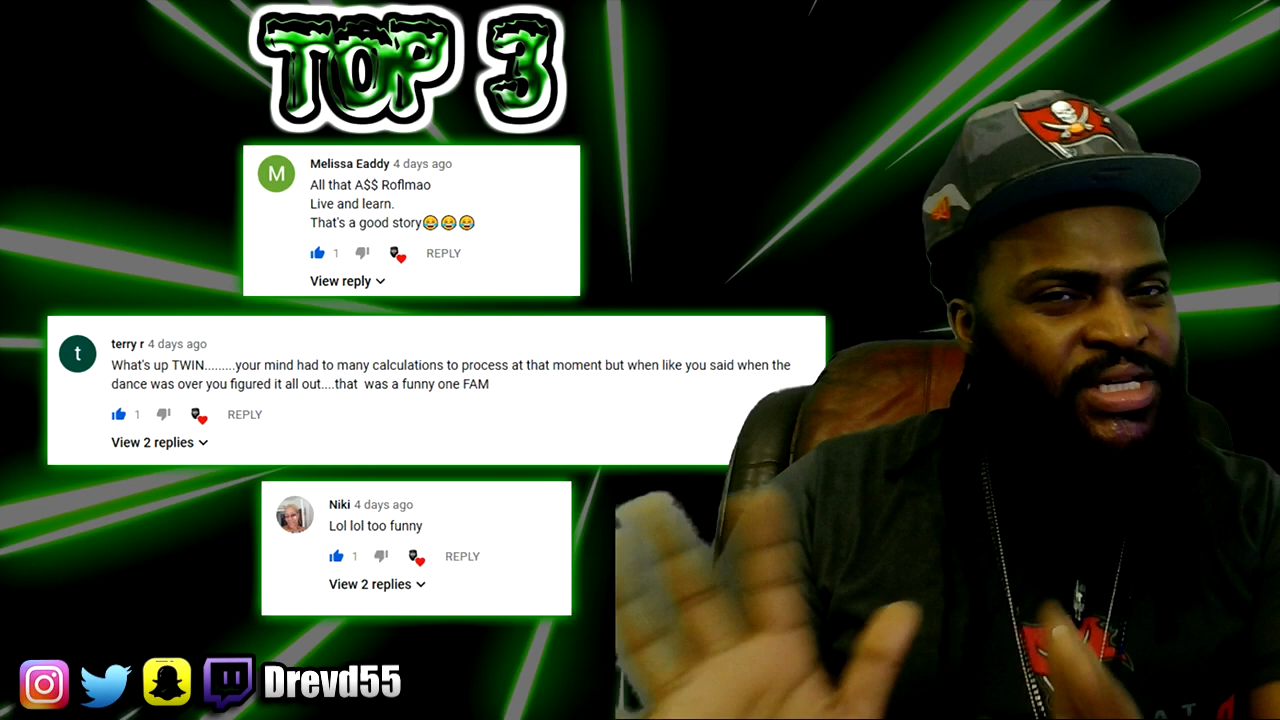 TOP 3
M
Melissa Eaddy 4 days ago
All that A$$ Roflmao
Live and learn.
That's a good story😂😂😂
1 REPLY
View reply
t
terry r 4 days ago
What's up TWIN.........your mind had to many calculations to process at that moment but when like you said when the
dance was over you figured it all out....that was a funny one FAM
1 REPLY
View 2 replies
Niki 4 days ago
Lol lol too funny
1 REPLY
View 2 replies
Drevd55